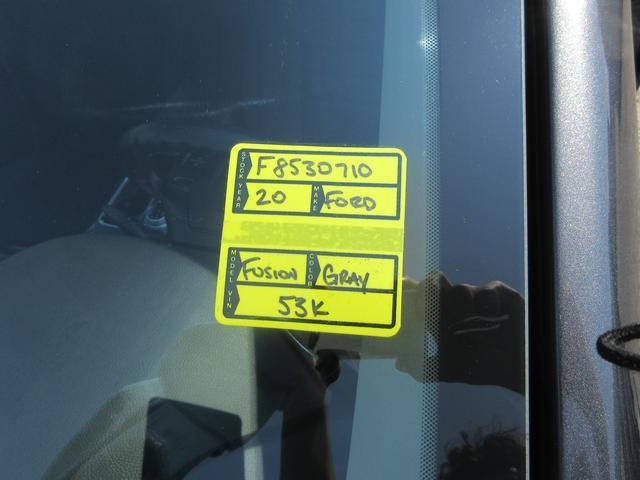 STOCK F8530710
YEAR 20 MAKE FORD
MODEL FUSION COLOR GRAY
VIN 53K